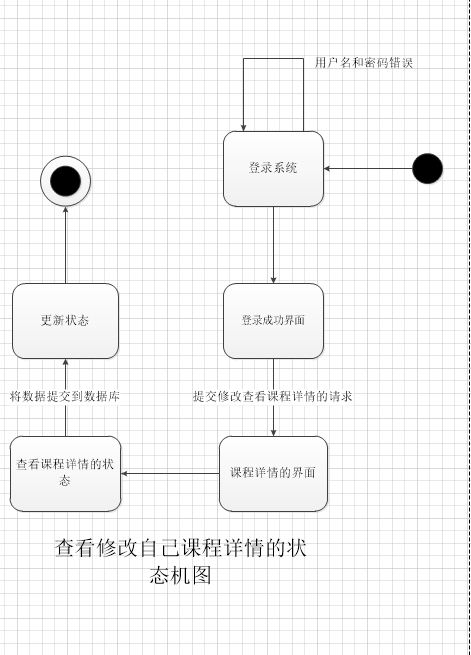 用户名和密码错误
登录系统
更新状态
登录成功界面
将数据提交到数据库
提交修改查看课程详情的请求
查看课程详情的状
态
课程详情的界面
查看修改自己课程详情的状
态机图